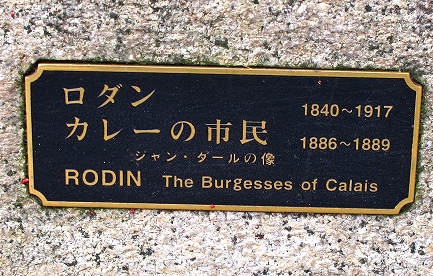 ロダン 1840～1917
カレーの市民 1886～1889
ジャン・ダールの像
RODIN The Burgesses of Calais